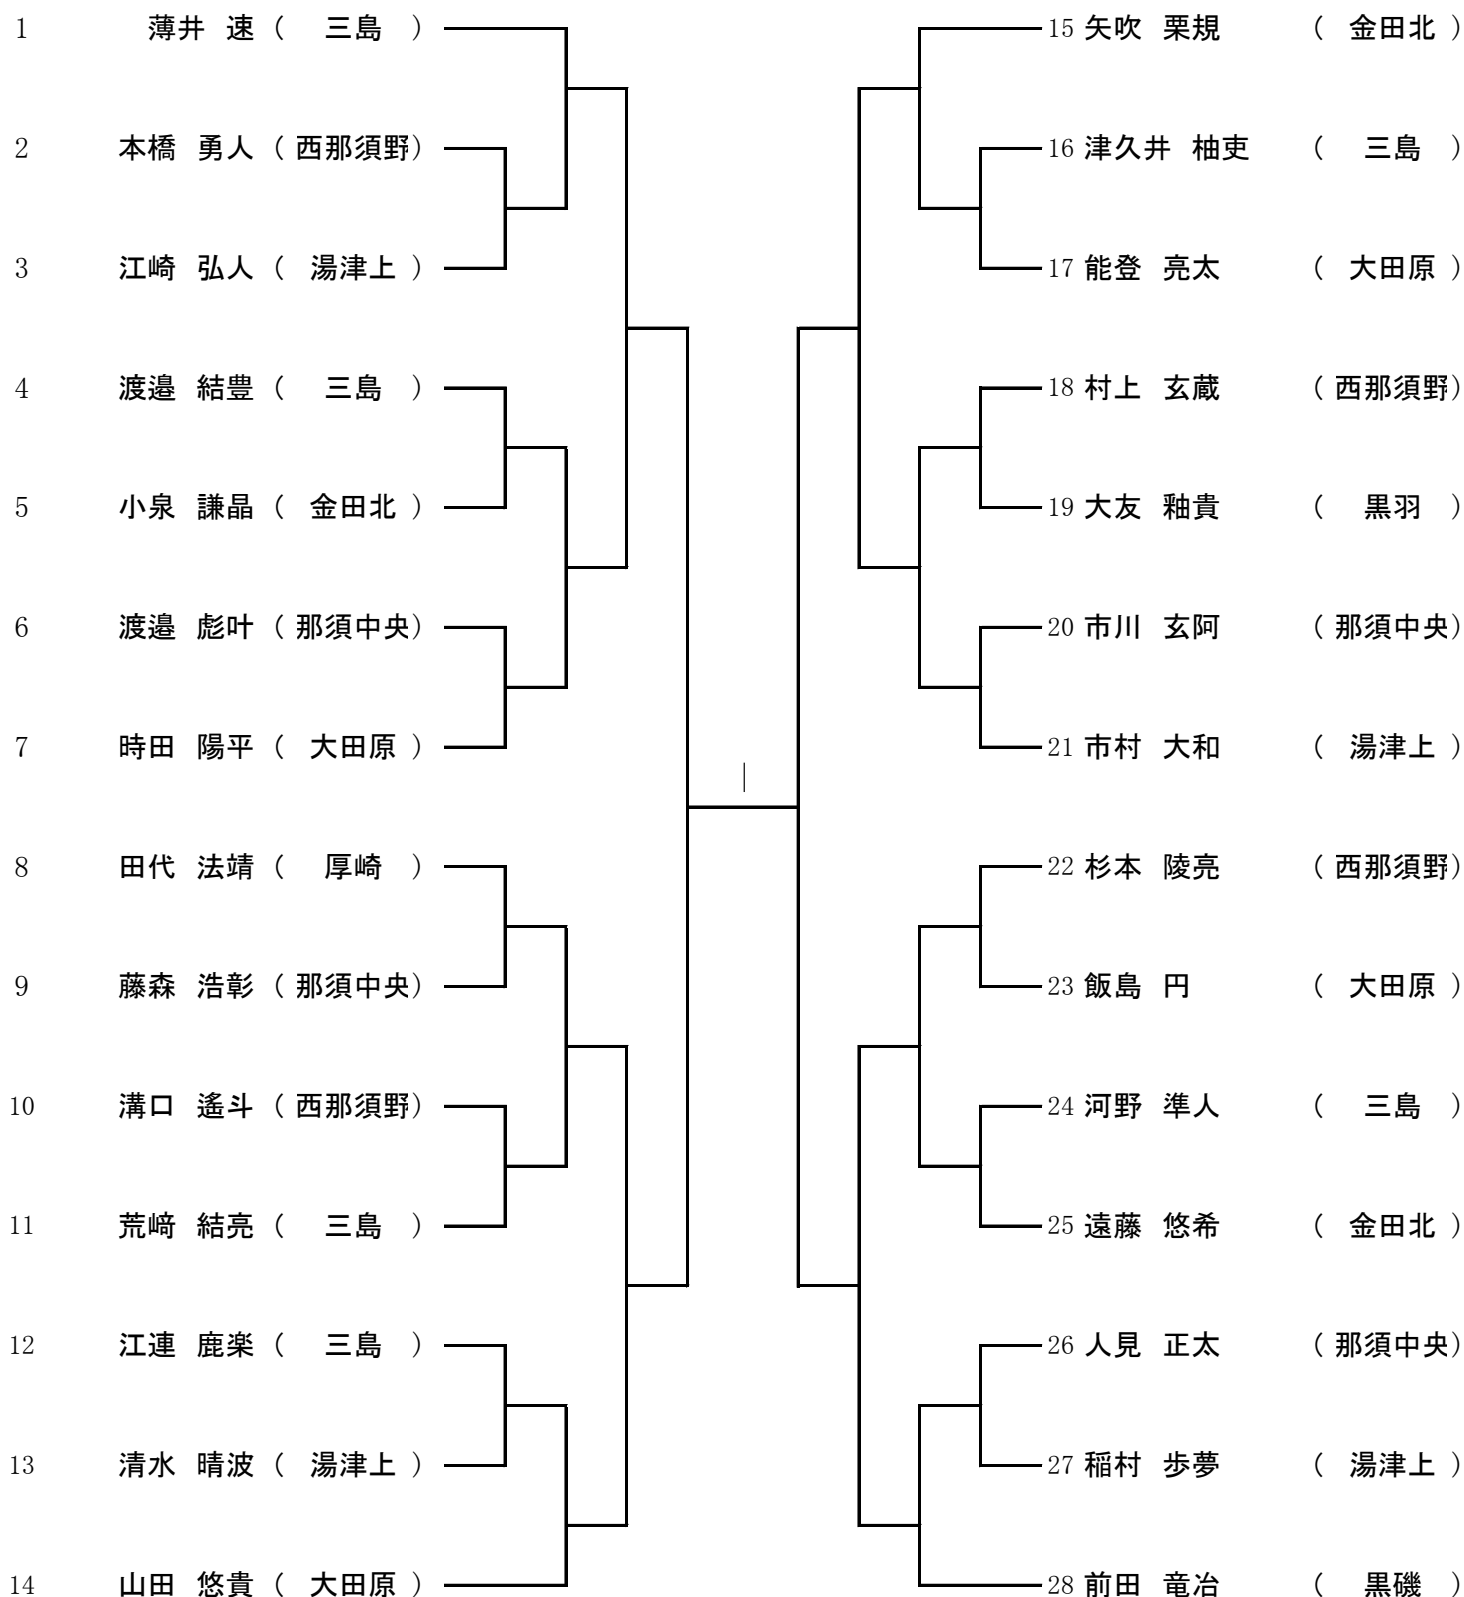 1 薄井 速 ( 三島 )
2 本橋 勇人 ( 西那須野 )
3 江崎 弘人 ( 湯津上 )
4 渡邉 結豊 ( 三島 )
5 小泉 謙晶 ( 金田北 )
6 渡邉 彪叶 ( 那須中央 )
7 時田 陽平 ( 大田原 )
8 田代 法靖 ( 厚崎 )
9 藤森 浩彰 ( 那須中央 )
10 溝口 遙斗 ( 西那須野 )
11 荒﨑 結亮 ( 三島 )
12 江連 鹿楽 ( 三島 )
13 清水 晴波 ( 湯津上 )
14 山田 悠貴 ( 大田原 )
15 矢吹 栗規 ( 金田北 )
16 津久井 柚吏 ( 三島 )
17 能登 亮太 ( 大田原 )
18 村上 玄蔵 ( 西那須野 )
19 大友 釉貴 ( 黒羽 )
20 市川 玄阿 ( 那須中央 )
21 市村 大和 ( 湯津上 )
22 杉本 陵亮 ( 西那須野 )
23 飯島 円 ( 大田原 )
24 河野 準人 ( 三島 )
25 遠藤 悠希 ( 金田北 )
26 人見 正太 ( 那須中央 )
27 稲村 歩夢 ( 湯津上 )
28 前田 竜冶 ( 黒磯 )